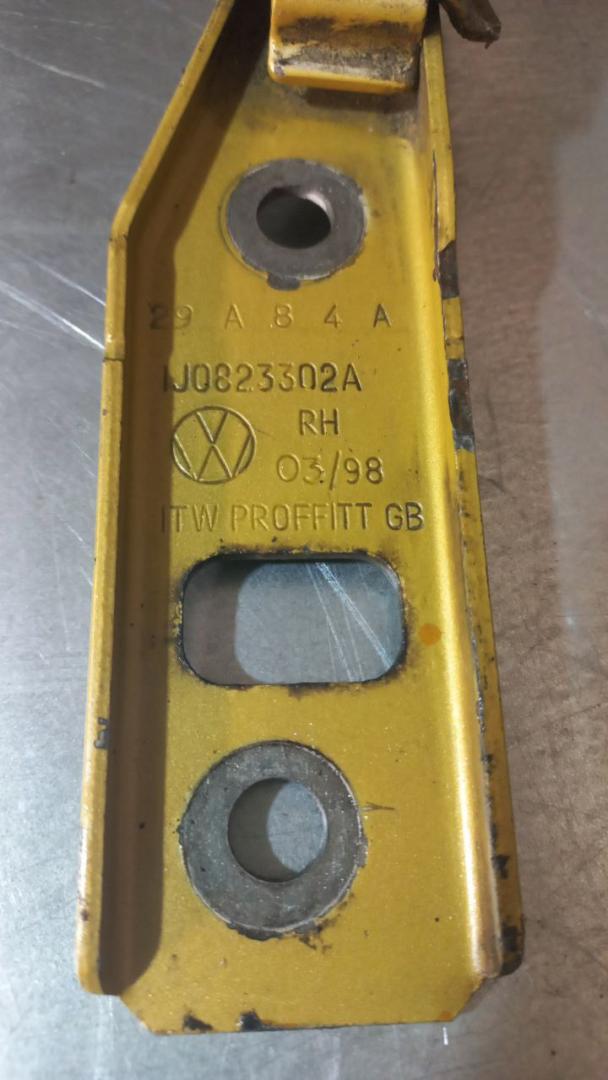 29 A 8 4 A
1J0823302A
RH
03/98
ITW PROFFITT GB